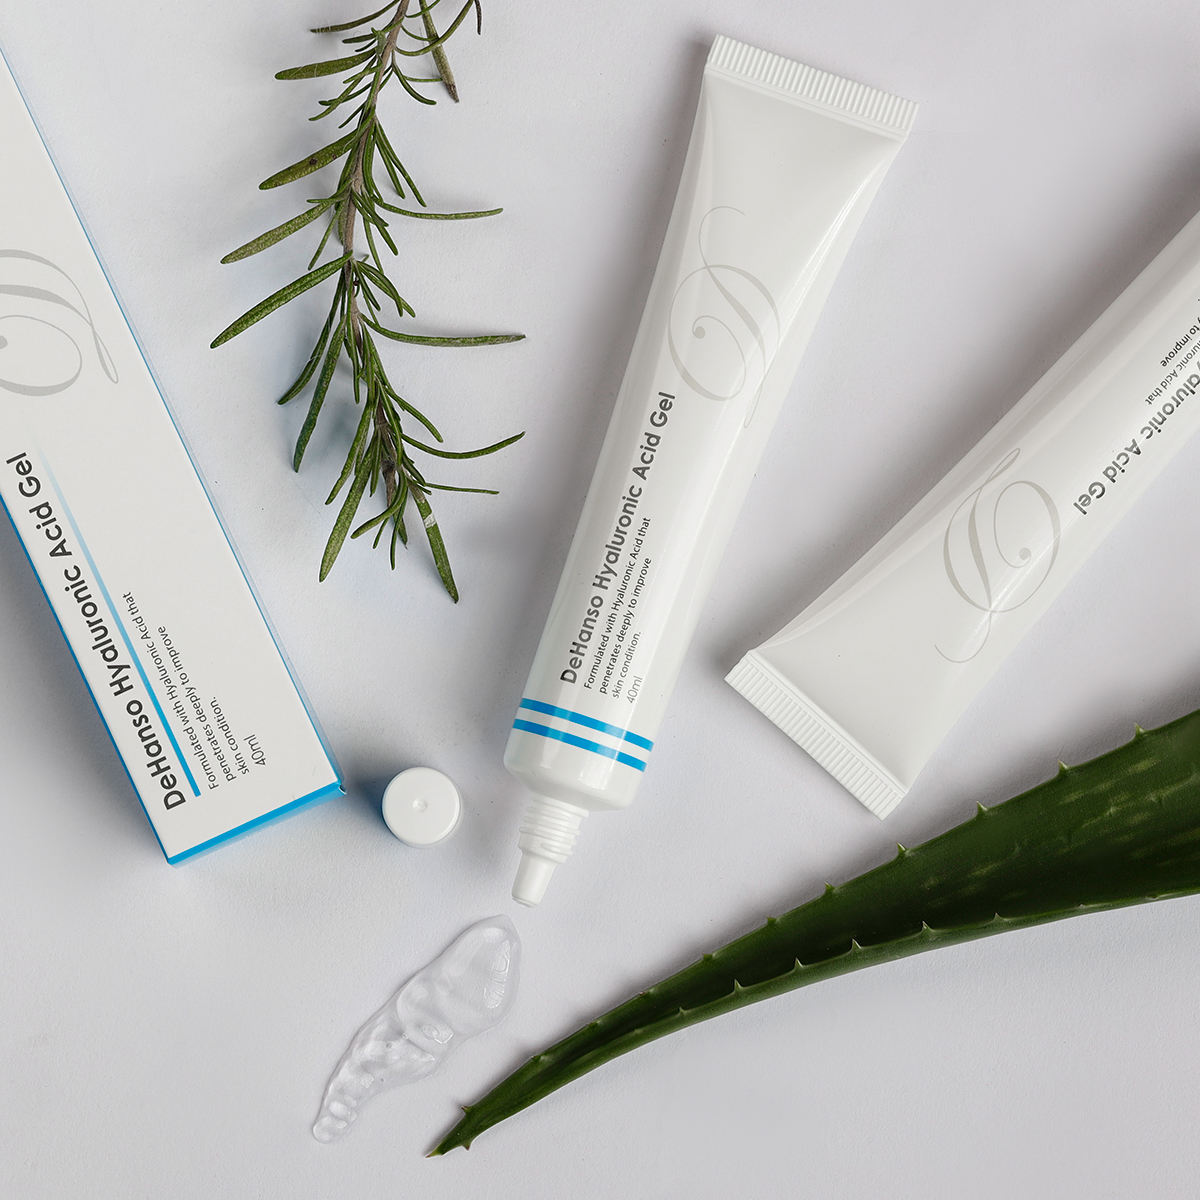 DeHanso Hyaluronic Acid Gel
Formulated with Hyaluronic Acid that
penetrates deeply to improve
skin condition.
40ml
DeHanso Hyaluronic Acid Gel
Formulated with Hyaluronic Acid that
penetrates deeply to improve
skin condition.
40ml
Acid Gel
Acid that
to improve